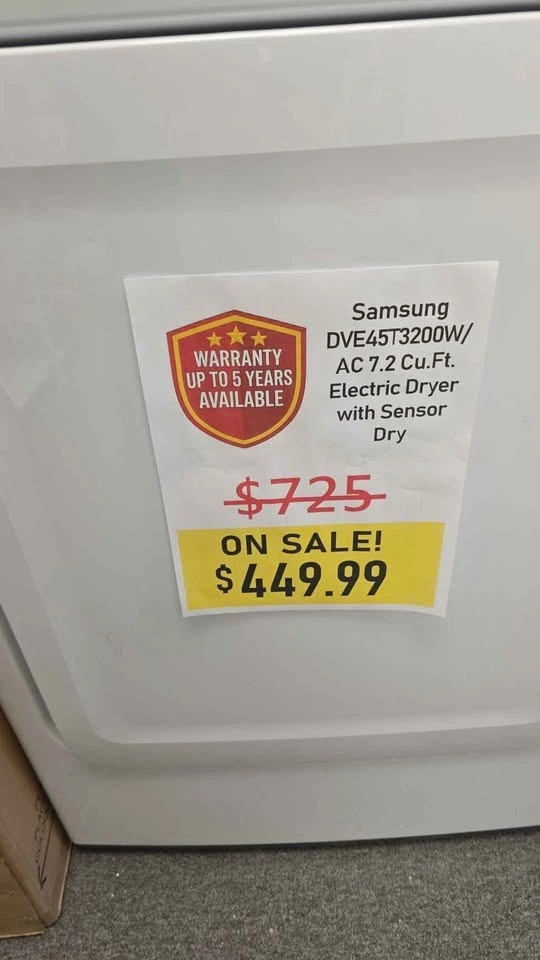 WARRANTY
UP TO 5 YEARS
AVAILABLE
Samsung
DVE45T3200W/
AC 7.2 Cu.Ft.
Electric Dryer
with Sensor
Dry
$725
ON SALE!
$449.99